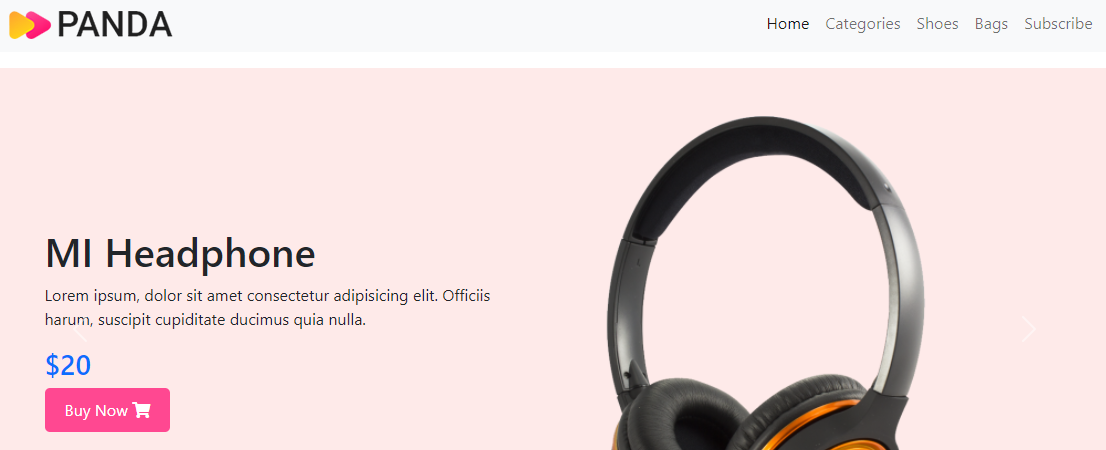 PANDA
Home Categories Shoes Bags Subscribe
MI Headphone
Lorem ipsum, dolor sit amet consectetur adipisicing elit. Officiis
harum, suscipit cupiditate ducimus quia nulla.
$20
Buy Now
L